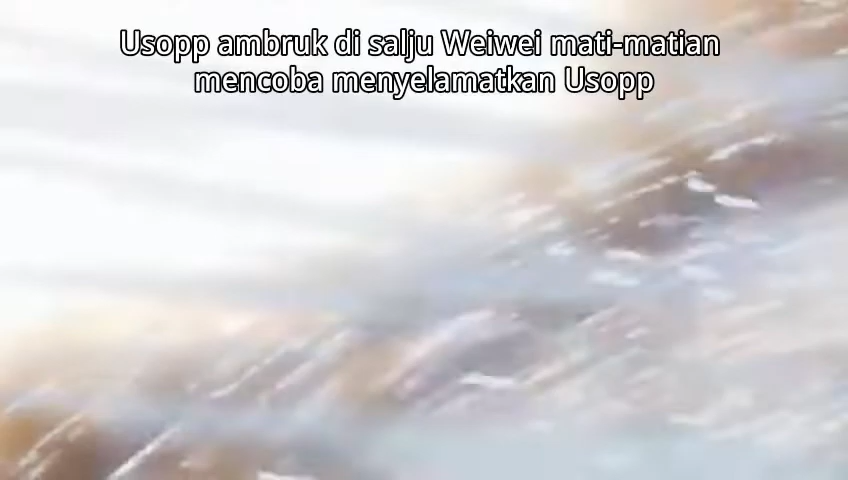 Usopp ambruk di salju Weiwei mati-matian
mencoba menyelamatkan Usopp